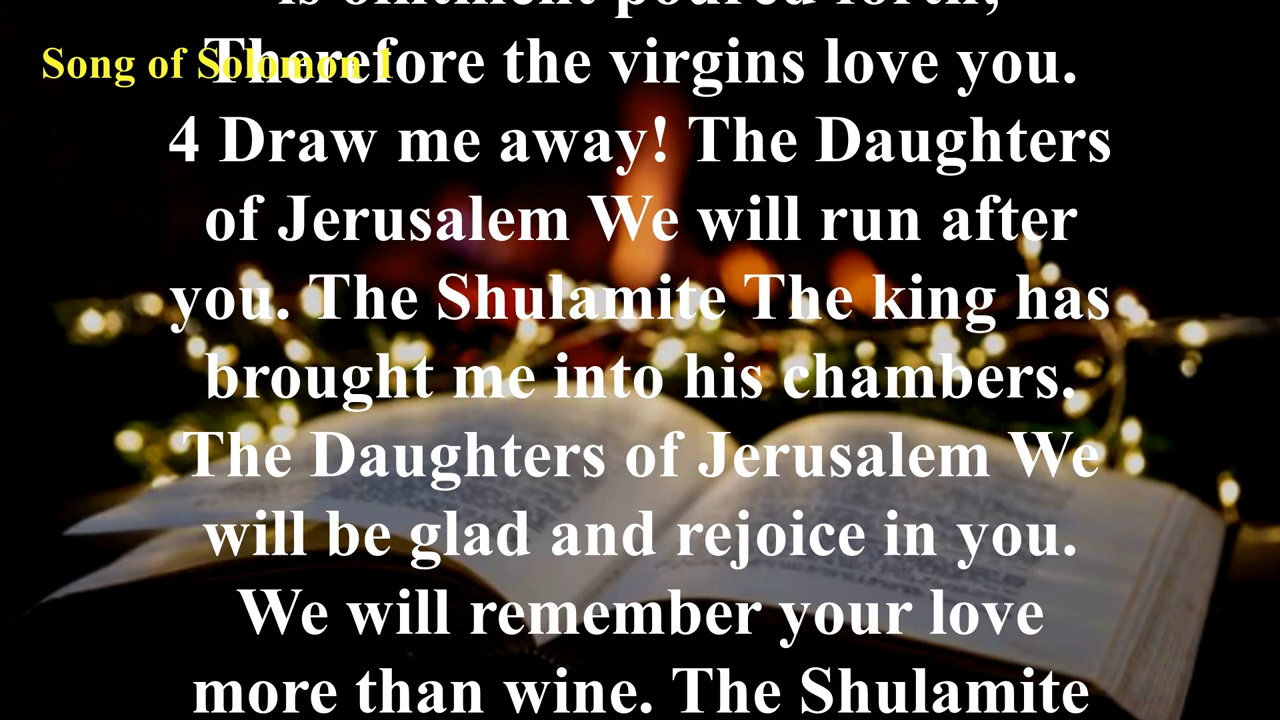 is ointment poured forth;
Song of Solomon 1
Therefore the virgins love you.
4 Draw me away! The Daughters
of Jerusalem We will run after
you. The Shulamite The king has
brought me into his chambers.
The Daughters of Jerusalem We
will be glad and rejoice in you.
We will remember your love
more than wine. The Shulamite